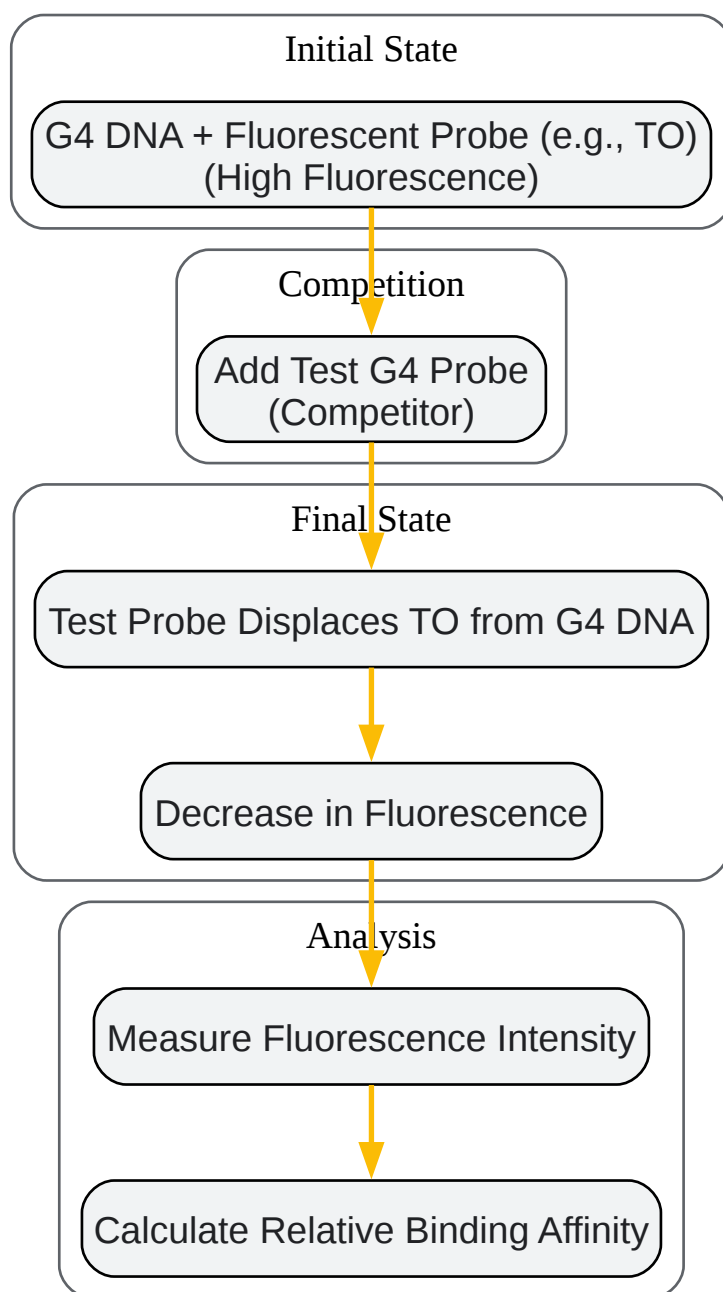 Initial State
G4 DNA + Fluorescent Probe (e.g., TO)
(High Fluorescence)
Competition
Add Test G4 Probe
(Competitor)
Final State
Test Probe Displaces TO from G4 DNA
Decrease in Fluorescence
Analysis
Measure Fluorescence Intensity
Calculate Relative Binding Affinity